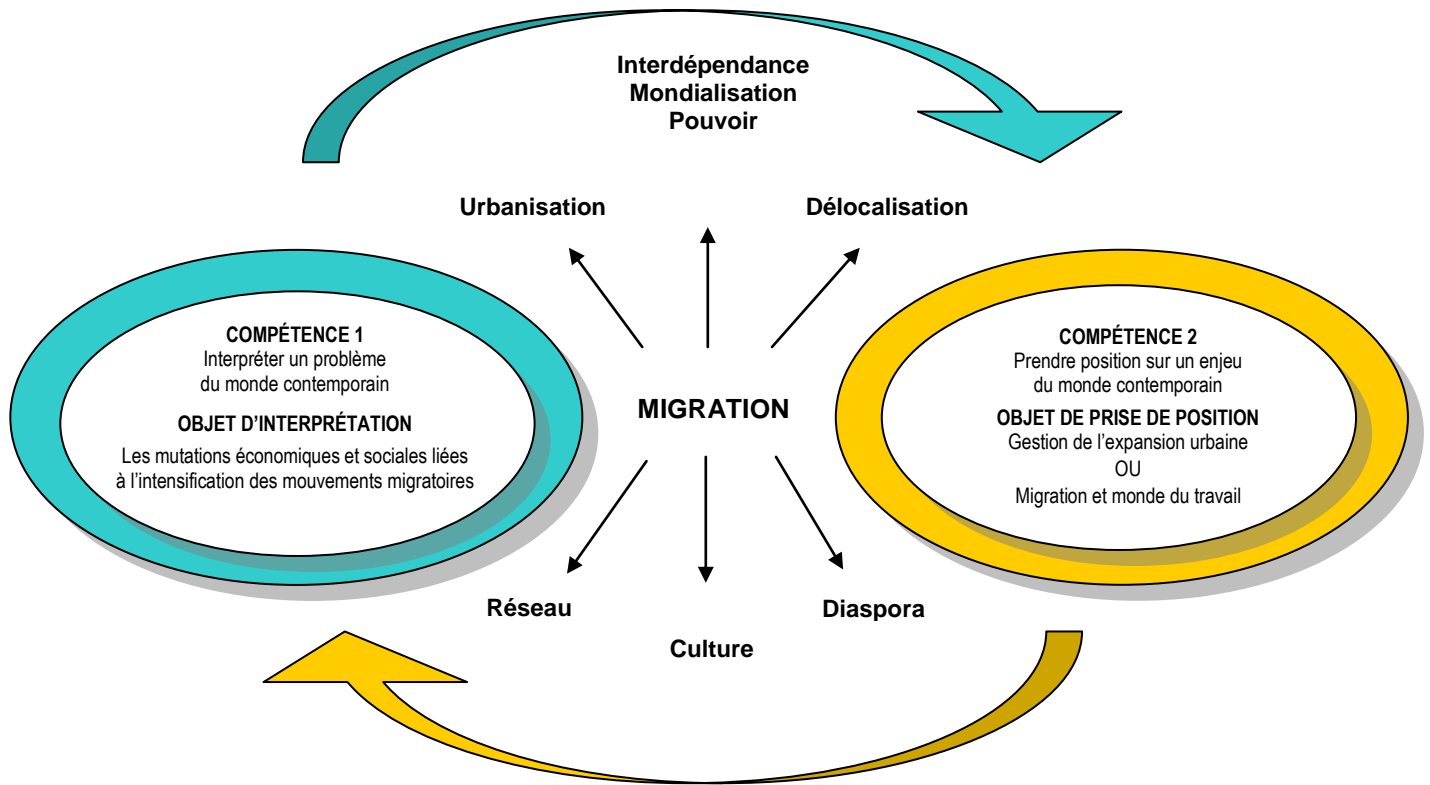 Interdépendance
Mondialisation
Pouvoir
Urbanisation
Délocalisation
COMPÉTENCE 1
Interpréter un problème
du monde contemporain
OBJET D'INTERPRÉTATION
Les mutations économiques et sociales liées
à l'intensification des mouvements migratoires
MIGRATION
COMPÉTENCE 2
Prendre position sur un enjeu
du monde contemporain
OBJET DE PRISE DE POSITION
Gestion de l'expansion urbaine
OU
Migration et monde du travail
Réseau
Diaspora
Culture